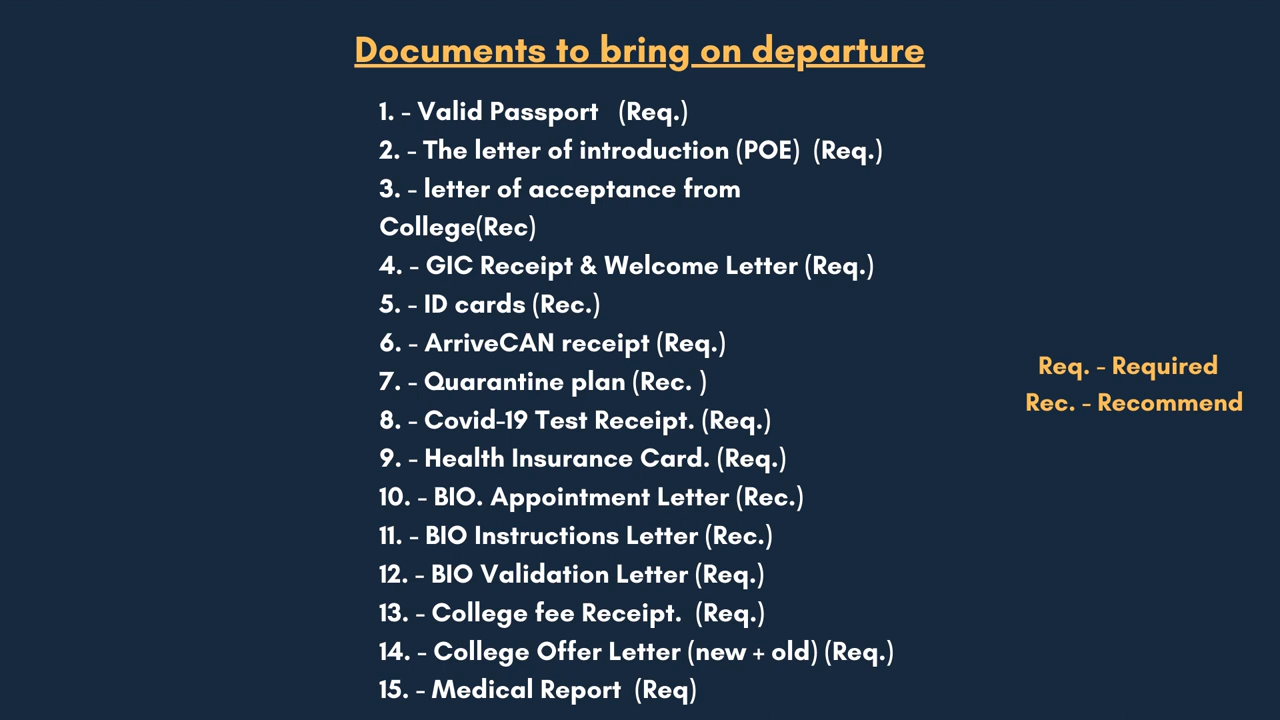 Documents to bring on departure
1. - Valid Passport (Req.)
2. - The letter of introduction (POE) (Req.)
3. - letter of acceptance from
College(Rec)
4. - GIC Receipt & Welcome Letter (Req.)
5. - ID cards (Rec.)
6. - ArriveCAN receipt (Req.)
7. - Quarantine plan (Rec. )
8. - Covid-19 Test Receipt. (Req.)
9. - Health Insurance Card. (Req.)
10. - BIO. Appointment Letter (Rec.)
11. - BIO Instructions Letter (Rec.)
12. - BIO Validation Letter (Req.)
13. - College fee Receipt. (Req.)
14. - College Offer Letter (new + old) (Req.)
15. - Medical Report (Req)
Req. - Required
Rec. - Recommend